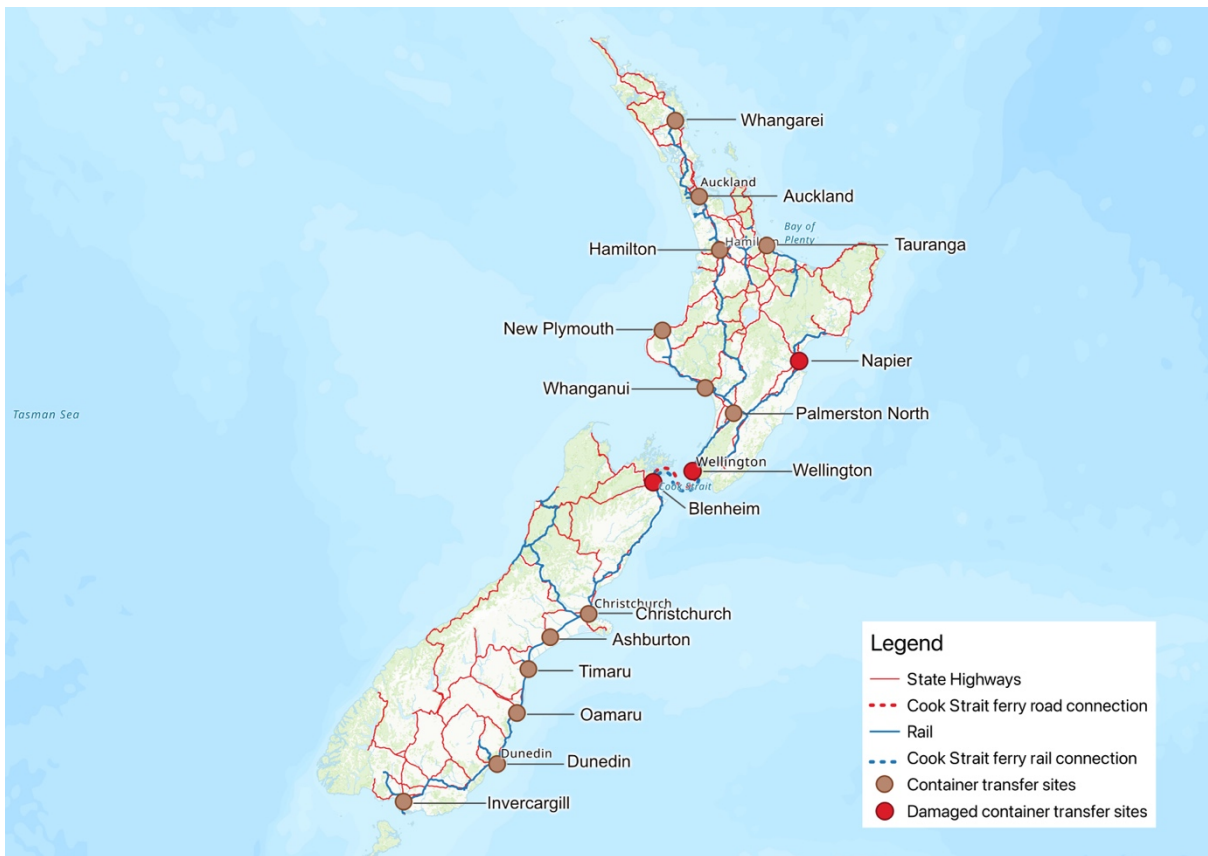 Whangarei
Auckland
Auckland
Bay of
Plenty
Hamilton
Hamil n
Tauranga
New Plymouth
Napier
Whanganui
Palmerston North
Tasman Sea
Wellington
Wellington
Cook Strait
Blenheim
Christchurch
Christchurch
Ashburton
Timaru
Oamaru
Dunedin
Dunedin
Invercargill
Legend
State Highways
Cook Strait ferry road connection
Rail
Cook Strait ferry rail connection
Container transfer sites
Damaged container transfer sites